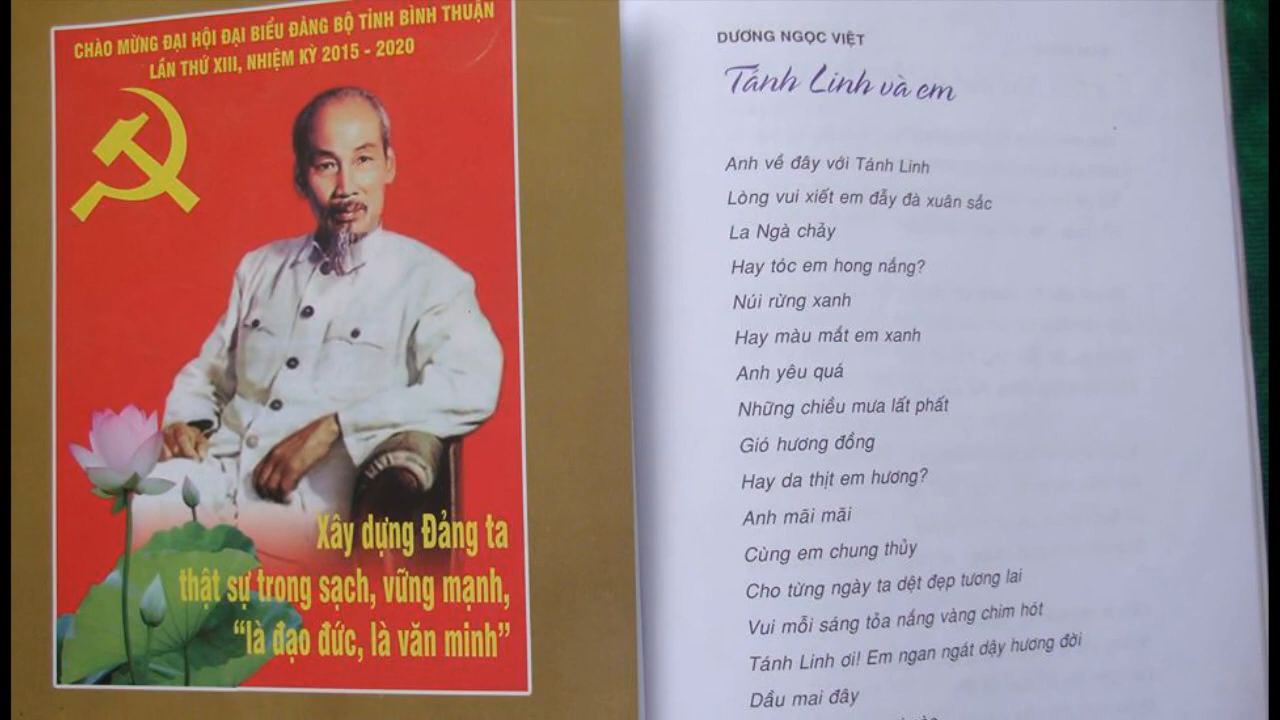 CHÀO MỪNG ĐẠI HỘI ĐẠI BIỂU ĐẢNG BỘ TỈNH BÌNH THUẬN
LẦN THỨ XIII, NHIỆM KỲ 2015 - 2020
Xây dựng Đảng ta
thật sự trong sạch, vững mạnh,
“là đạo đức, là văn minh”
DƯƠNG NGỌC VIỆT
Tánh Linh và em
Anh về đây với Tánh Linh
Lòng vui xiết em đẫy đà xuân sắc
La Ngà chảy
Hay tóc em hong nắng?
Núi rừng xanh
Hay màu mắt em xanh
Anh yêu quá
Những chiều mưa lất phất
Gió hương đồng
Hay da thịt em hương?
Anh mãi mãi
Cùng em chung thủy
Cho từng ngày ta dệt đẹp tương lai
Vui mỗi sáng tỏa nắng vàng chim hót
Tánh Linh ơi! Em ngan ngát dậy hương đời
Dầu mai đây